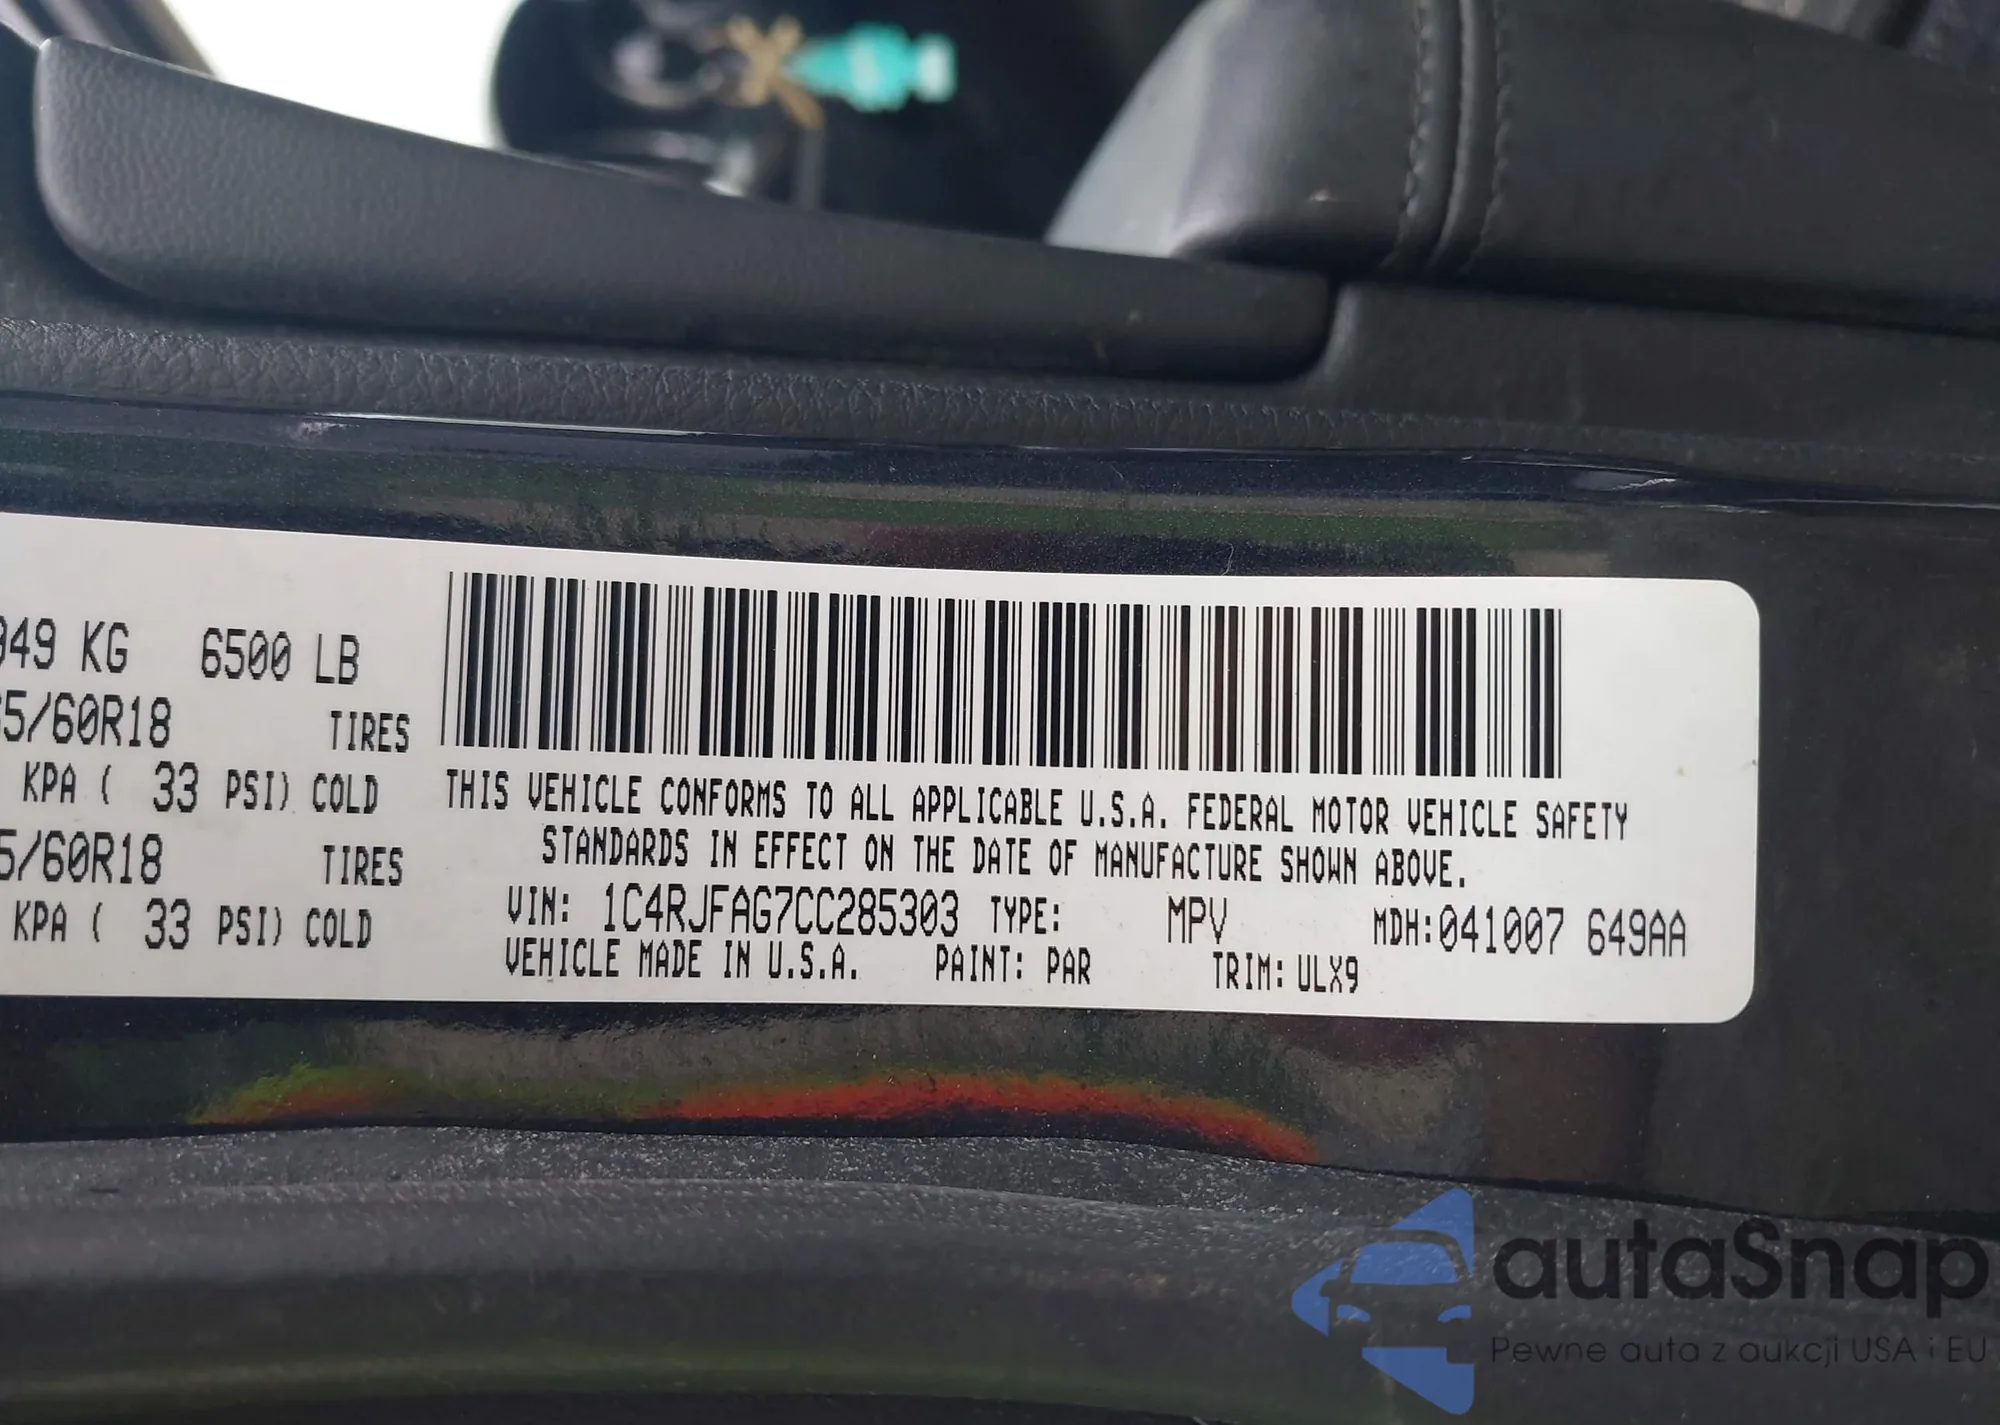 949 KG 6500 LB
5/60R18 TIRES
KPA ( 33 PSI) COLD
5/60R18 TIRES
KPA ( 33 PSI) COLD
THIS VEHICLE CONFORMS TO ALL APPLICABLE U.S.A. FEDERAL MOTOR VEHICLE SAFETY
STANDARDS IN EFFECT ON THE DATE OF MANUFACTURE SHOWN ABOVE.
VIN: 1C4RJFAG7CC285303 TYPE: MPV MDH:041007 649AA
VEHICLE MADE IN U.S.A. PAINT: PAR TRIM: ULX9
autaSnap
Pewne auta z aukcji USA i EU